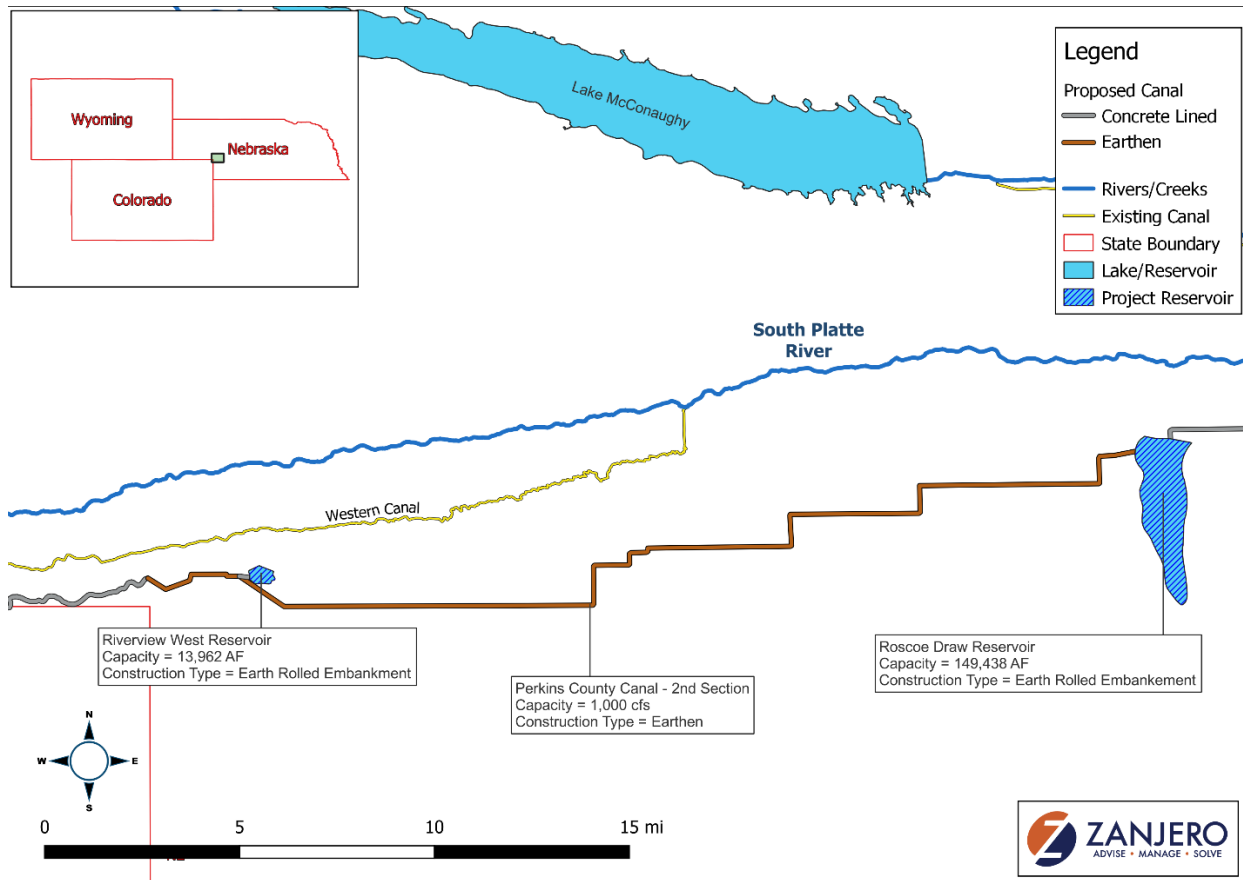 Wyoming
Nebraska
Colorado
Lake McConaughy
Legend
Proposed Canal
Concrete Lined
Earthen
Rivers/Creeks
Existing Canal
State Boundary
Lake/Reservoir
Project Reservoir
South Platte
River
Western Canal
Riverview West Reservoir
Capacity = 13,962 AF
Construction Type = Earth Rolled Embankment
Perkins County Canal - 2nd Section
Capacity = 1,000 cfs
Construction Type = Earthen
Roscoe Draw Reservoir
Capacity = 149,438 AF
Construction Type = Earth Rolled Embankement
N
W E
S
0 5 10 15 mi
ZANJERO
ADVISE • MANAGE • SOLVE